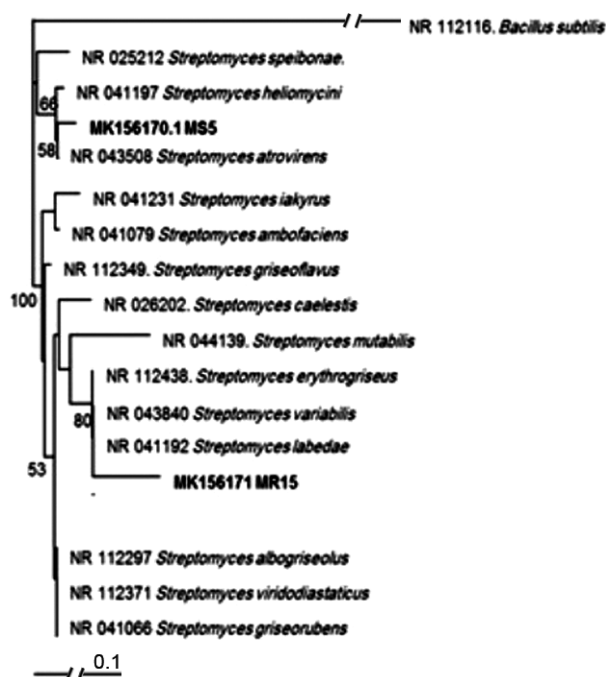 NR 112116. Bacillus subtilis
NR 025212 Streptomyces speibonae.
NR 041197 Streptomyces heliomycini
66
MK156170.1 MS5
58
NR 043508 Streptomyces atrovirens
NR 041231 Streptomyces iakyrus
NR 041079 Streptomyces ambofaciens
NR 112349. Streptomyces griseoflavus
100
NR 026202. Streptomyces caelestis
NR 044139. Streptomyces mutabilis
NR 112438. Streptomyces erythrogriseus
NR 043840 Streptomyces variabilis
80
NR 041192 Streptomyces labedae
53
MK156171 MR15
NR 112297 Streptomyces albogriseolus
NR 112371 Streptomyces viridodiastaticus
NR 041066 Streptomyces griseorubens
0.1